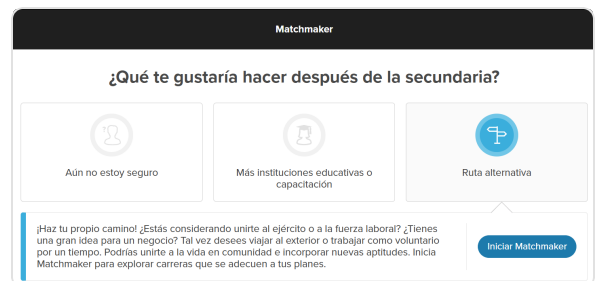 Matchmaker
¿Qué te gustaría hacer después de la secundaria?
Aún no estoy seguro
Más instituciones educativas o
capacitación
Ruta alternativa
¡Haz tu propio camino! ¿Estás considerando unirte al ejército o a la fuerza laboral? ¿Tienes
una gran idea para un negocio? Tal vez desees viajar al exterior o trabajar como voluntario
por un tiempo. Podrías unirte a la vida en comunidad e incorporar nuevas aptitudes. Inicia
Matchmaker para explorar carreras que se adecuen a tus planes.
Iniciar Matchmaker